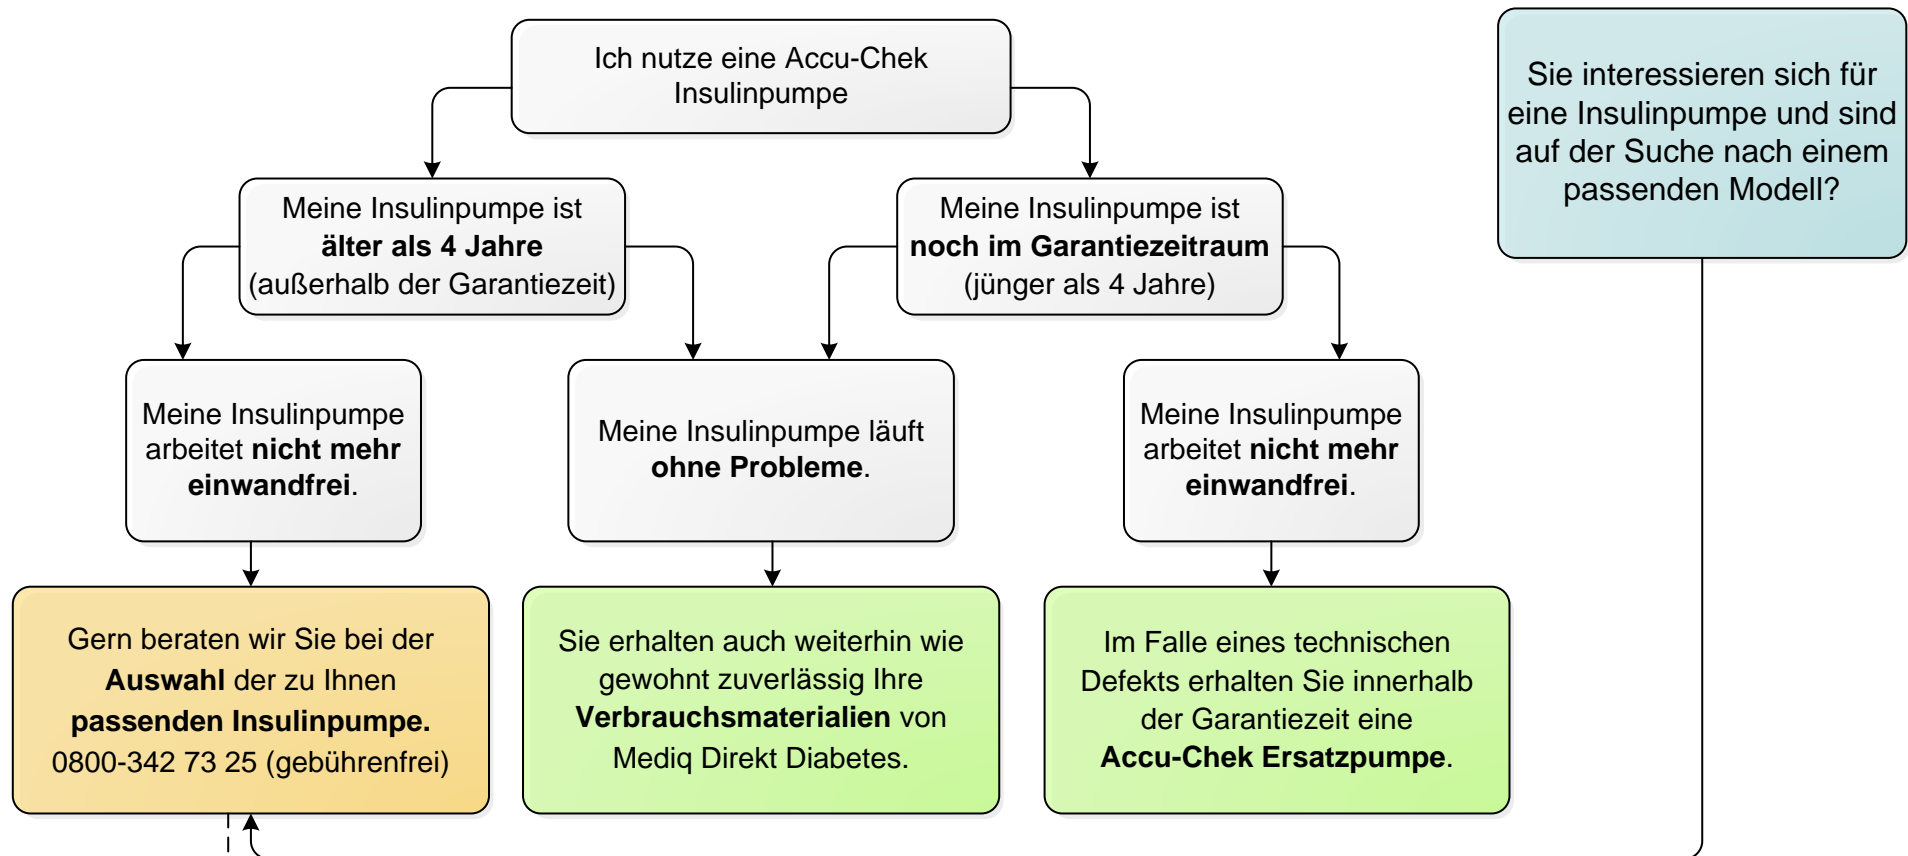 Ich nutze eine Accu-Chek
Insulinpumpe
Sie interessieren sich für
eine Insulinpumpe und sind
auf der Suche nach einem
passenden Modell?
Meine Insulinpumpe ist
älter als 4 Jahre
(außerhalb der Garantiezeit)
Meine Insulinpumpe ist
noch im Garantiezeitraum
(jünger als 4 Jahre)
Meine Insulinpumpe
arbeitet nicht mehr
einwandfrei.
Meine Insulinpumpe läuft
ohne Probleme.
Meine Insulinpumpe
arbeitet nicht mehr
einwandfrei.
Gern beraten wir Sie bei der
Auswahl der zu Ihnen
passenden Insulinpumpe.
0800-342 73 25 (gebührenfrei)
Sie erhalten auch weiterhin wie
gewohnt zuverlässig Ihre
Verbrauchsmaterialien von
Mediq Direkt Diabetes.
Im Falle eines technischen
Defekts erhalten Sie innerhalb
der Garantiezeit eine
Accu-Chek Ersatzpumpe.